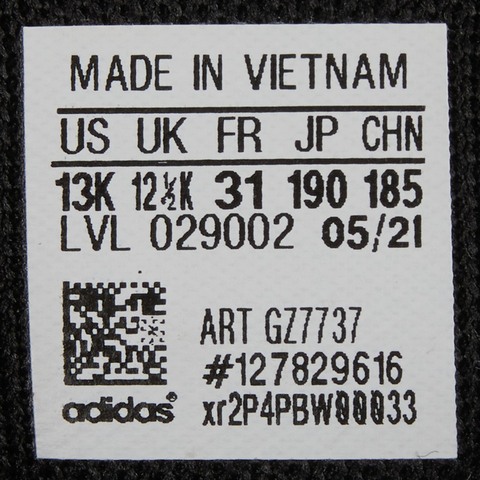 MADE IN VIETNAM
US UK FR JP CHN
13K 12½K 31 190 185
LVL 029002 05/21
ART GZ7737
#127829616
adidas® xr2P4PBW00033